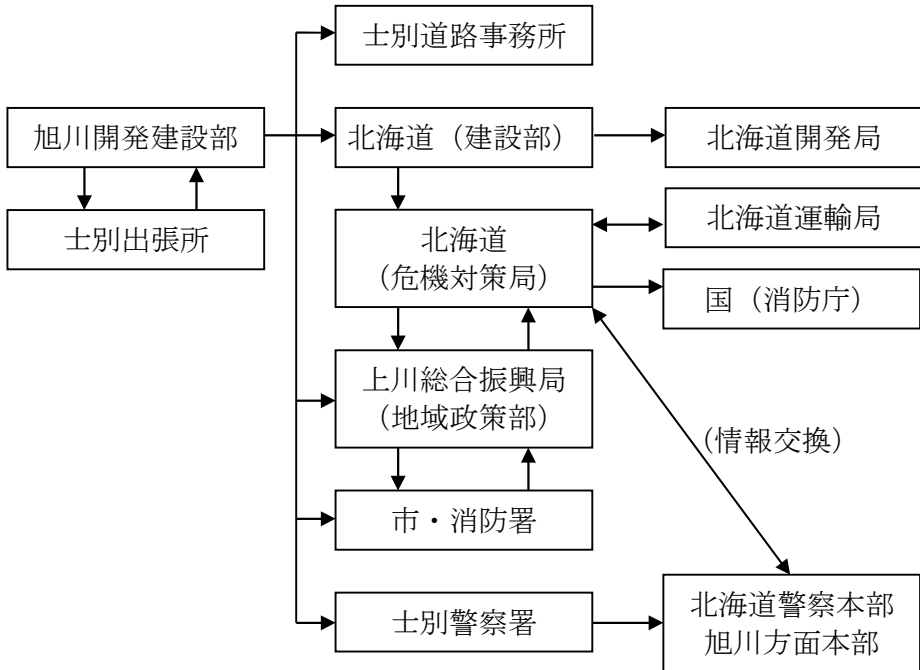 士別道路事務所
旭川開発建設部
北海道（建設部）
北海道開発局
士別出張所
北海道
（危機対策局）
北海道運輸局
国（消防庁）
上川総合振興局
（地域政策部）
（情報交換）
市・消防署
士別警察署
北海道警察本部
旭川方面本部